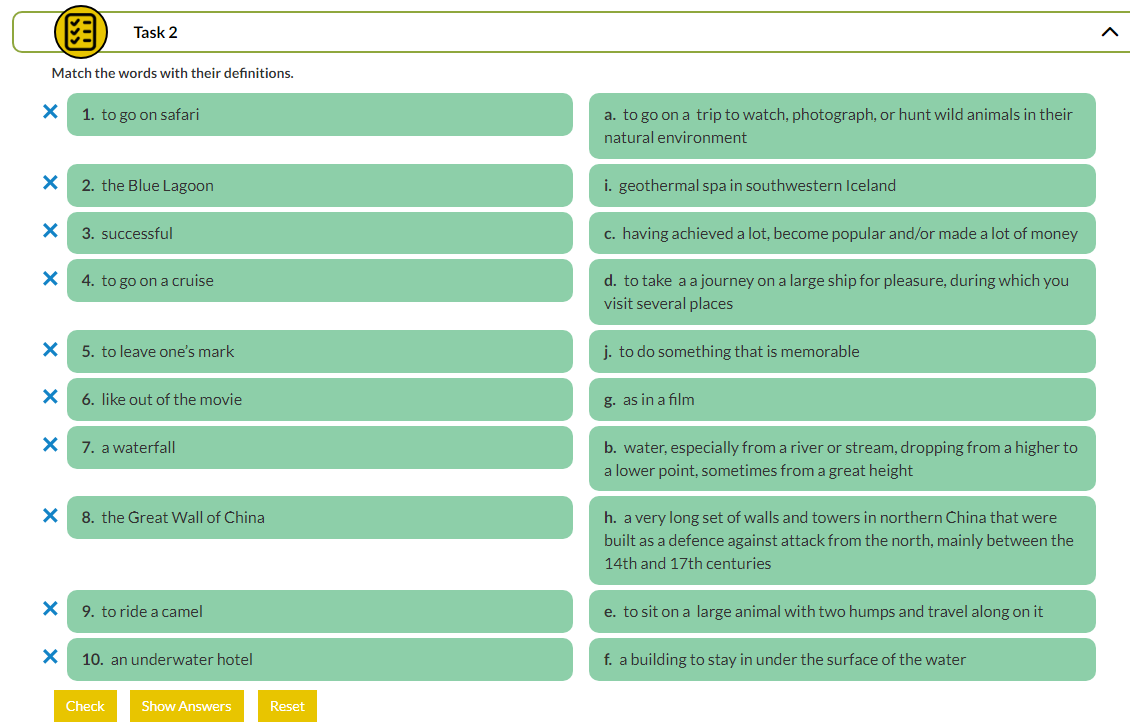 Task 2
Match the words with their definitions.
1. to go on safari
a. to go on a trip to watch, photograph, or hunt wild animals in their
natural environment
2. the Blue Lagoon
i. geothermal spa in southwestern Iceland
3. successful
c. having achieved a lot, become popular and/or made a lot of money
4. to go on a cruise
d. to take a a journey on a large ship for pleasure, during which you
visit several places
5. to leave one's mark
j. to do something that is memorable
6. like out of the movie
g. as in a film
7. a waterfall
b. water, especially from a river or stream, dropping from a higher to
a lower point, sometimes from a great height
8. the Great Wall of China
h. a very long set of walls and towers in northern China that were
built as a defence against attack from the north, mainly between the
14th and 17th centuries
9. to ride a camel
e. to sit on a large animal with two humps and travel along on it
10. an underwater hotel
f. a building to stay in under the surface of the water
Check Show Answers Reset